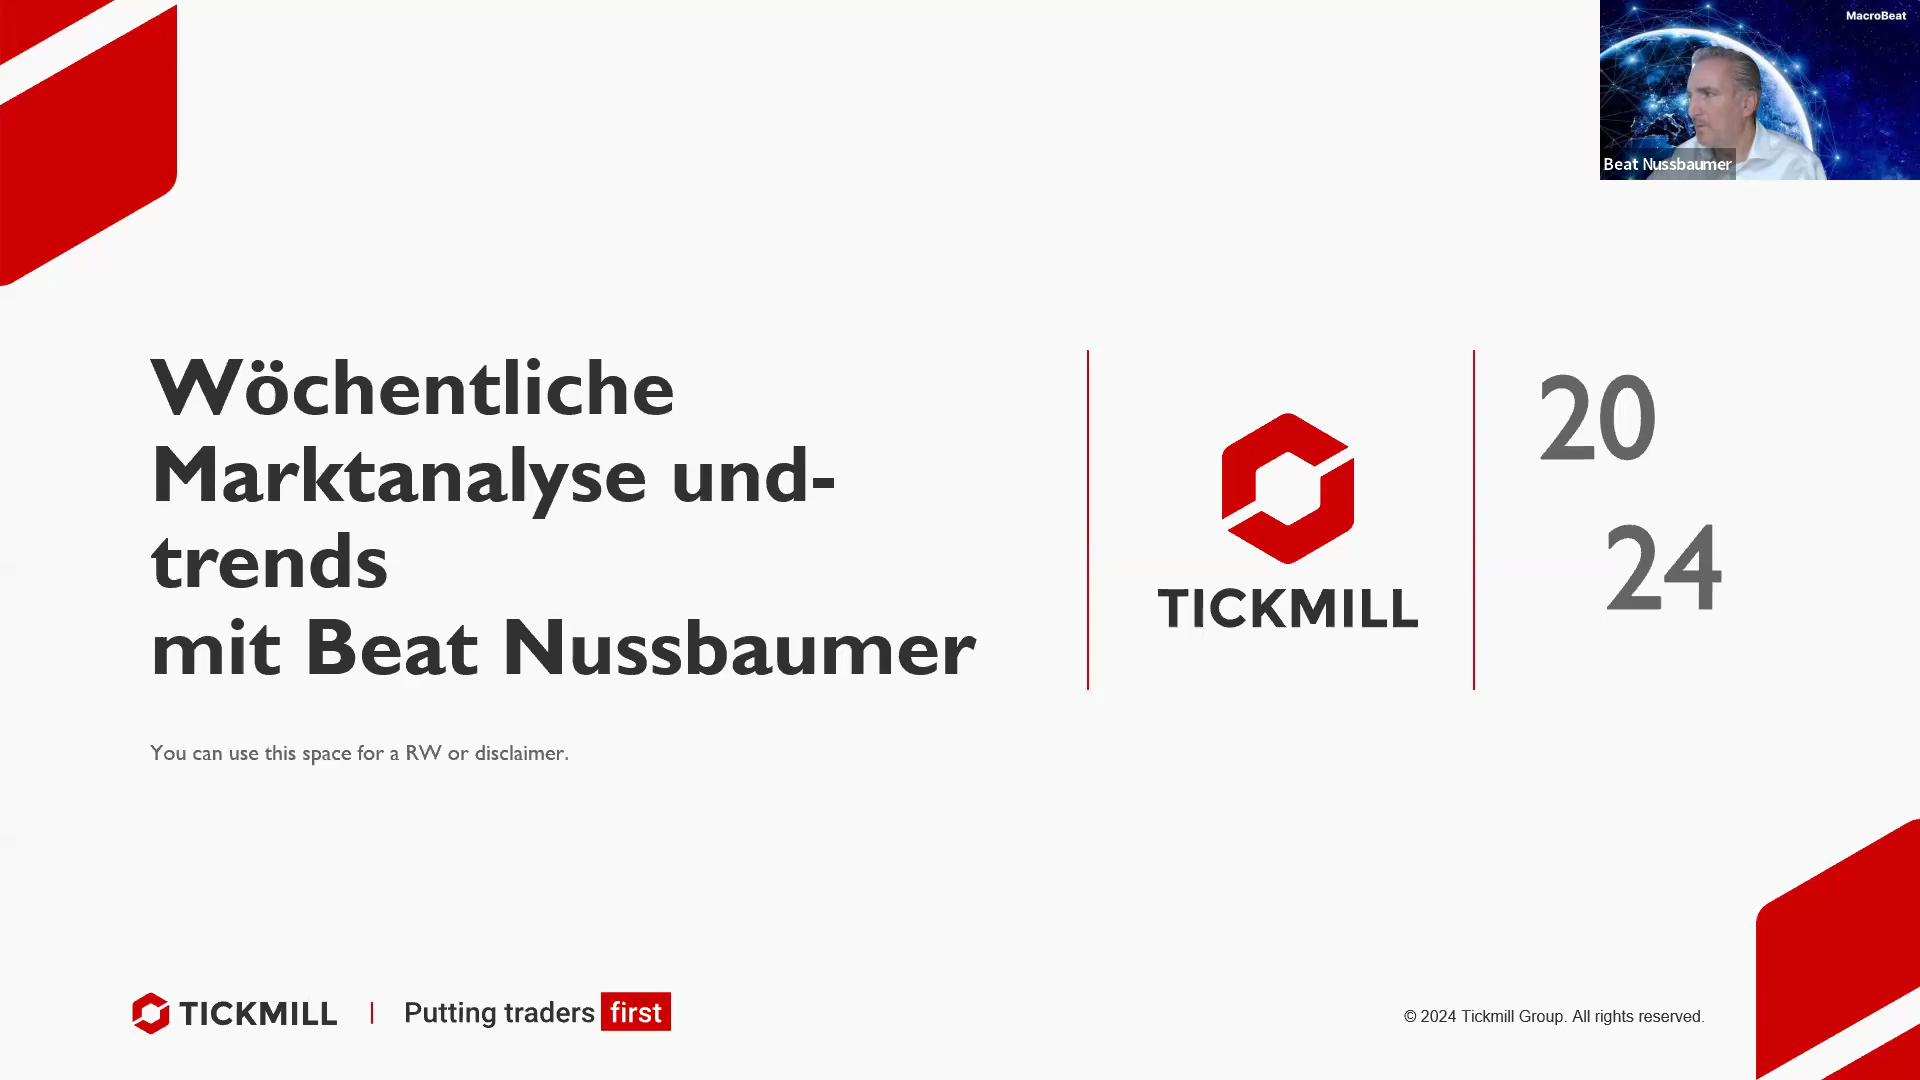 MacroBeat
Beat Nussbaumer
Wöchentliche
Marktanalyse und-
trends
mit Beat Nussbaumer
You can use this space for a RW or disclaimer.
TICKMILL
20
24
TICKMILL | Putting traders first
© 2024 Tickmill Group. All rights reserved.